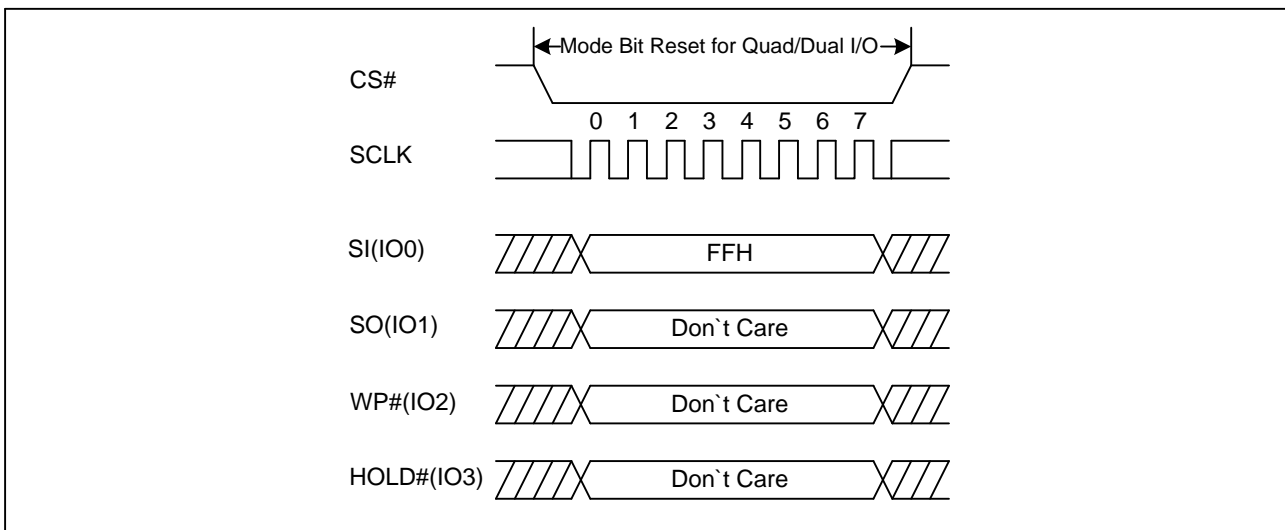 Mode Bit Reset for Quad/Dual I/O
CS#
0 1 2 3 4 5 6 7
SCLK
SI(IO0) FFH
SO(IO1) Don`t Care
WP#(IO2) Don`t Care
HOLD#(IO3) Don`t Care